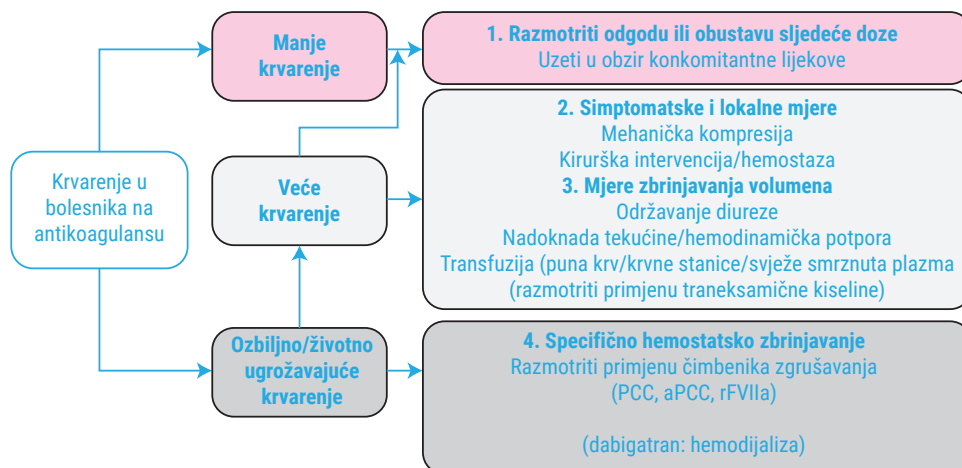 Krvarenje u
bolesnika na
antikoagulansu
Manje
krvarenje
1. Razmotriti odgodu ili obustavu sljedeće doze
Uzeti u obzir konkomitantne lijekove
Veće
krvarenje
2. Simptomatske i lokalne mjere
Mehanička kompresija
Kirurška intervencija/hemostaza
3. Mjere zbrinjavanja volumena
Održavanje diureze
Nadoknada tekućine/hemodinamička potpora
Transfuzija (puna krv/krvne stanice/svježe smrznuta plazma
(razmotriti primjenu traneksamične kiseline)
Ozbiljno/životno
ugrožavajuće
krvarenje
4. Specifično hemostatsko zbrinjavanje
Razmotriti primjenu čimbenika zgrušavanja
(PCC, aPCC, rFVIIa)
(dabigatran: hemodijaliza)